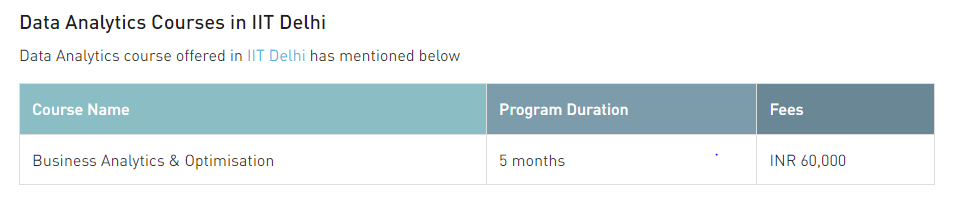 Data Analytics Courses in IIT Delhi
Data Analytics course offered in IIT Delhi has mentioned below
Course Name Program Duration Fees
Business Analytics & Optimisation 5 months INR 60,000